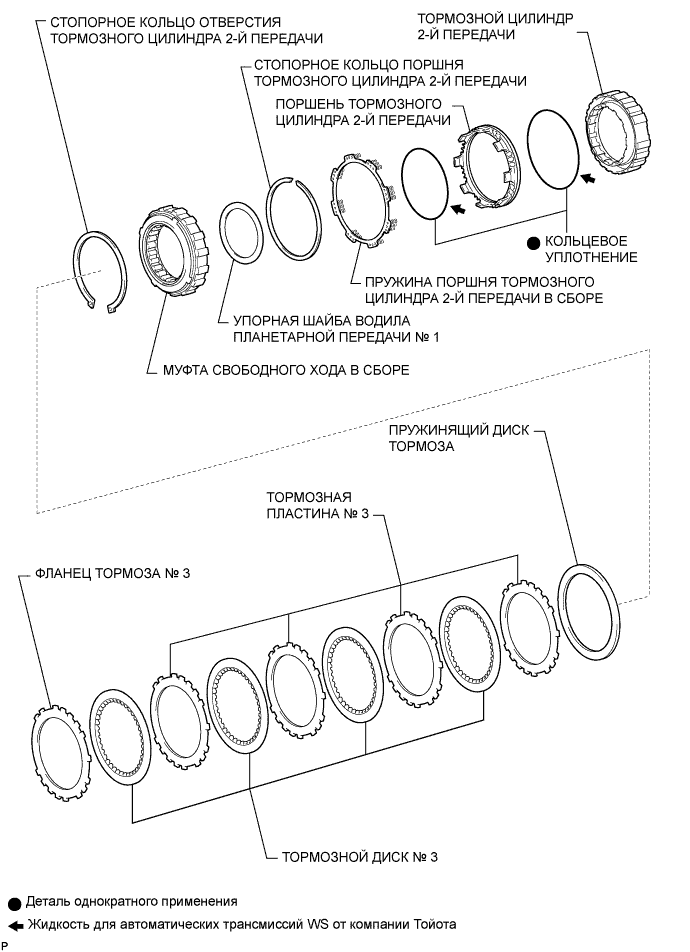 СТОПОРНОЕ КОЛЬЦО ОТВЕРСТИЯ
ТОРМОЗНОГО ЦИЛИНДРА 2-Й ПЕРЕДАЧИ
ТОРМОЗНОЙ ЦИЛИНДР
2-Й ПЕРЕДАЧИ
СТОПОРНОЕ КОЛЬЦО ПОРШНЯ
ТОРМОЗНОГО ЦИЛИНДРА 2-Й ПЕРЕДАЧИ
ПОРШЕНЬ ТОРМОЗНОГО
ЦИЛИНДРА 2-Й ПЕРЕДАЧИ
КОЛЬЦЕВОЕ
УПЛОТНЕНИЕ
ПРУЖИНА ПОРШНЯ ТОРМОЗНОГО
ЦИЛИНДРА 2-Й ПЕРЕДАЧИ В СБОРЕ
УПОРНАЯ ШАЙБА ВОДИЛА
ПЛАНЕТАРНОЙ ПЕРЕДАЧИ № 1
МУФТА СВОБОДНОГО ХОДА В СБОРЕ
ПРУЖИНЯЩИЙ ДИСК
ТОРМОЗА
ТОРМОЗНАЯ
ПЛАСТИНА № 3
ФЛАНЕЦ ТОРМОЗА № 3
ТОРМОЗНОЙ ДИСК № 3
Деталь однократного применения
Жидкость для автоматических трансмиссий WS от компании Тойота
P